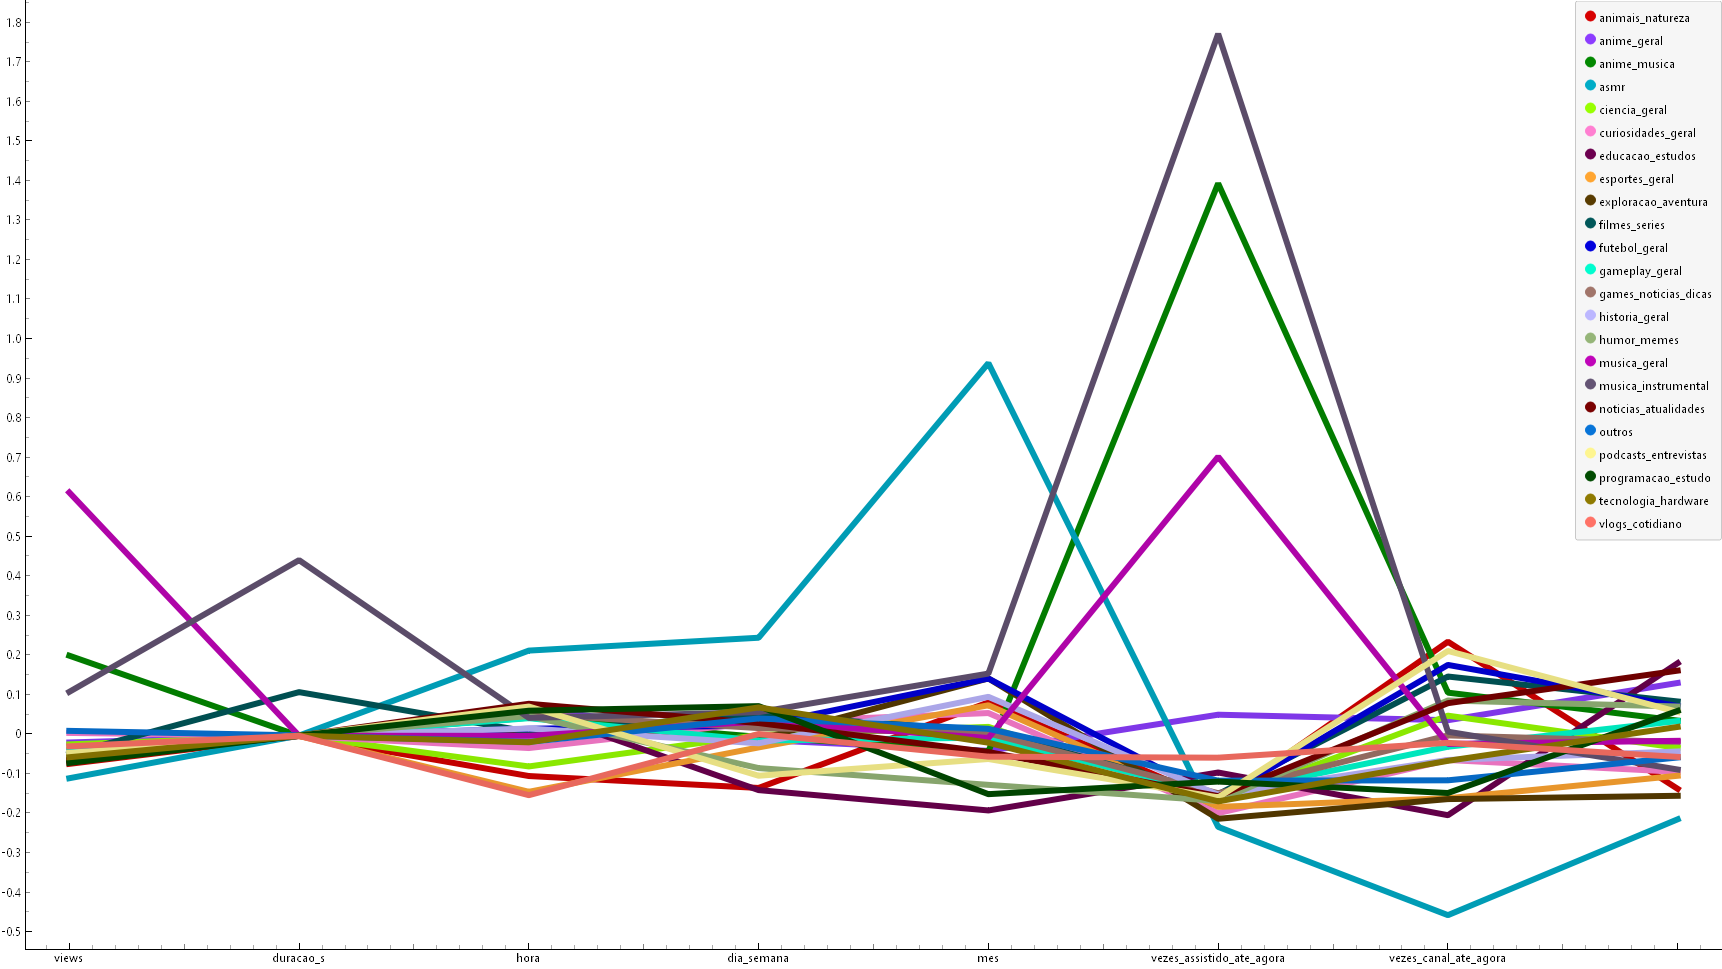 1.8
1.7
1.6
1.5
1.4
1.3
1.2
1.1
1.0
0.9
0.8
0.7
0.6
0.5
0.4
0.3
0.2
0.1
0
-0.1
-0.2
-0.3
-0.4
-0.5
views duracao_s hora dia_semana mes vezes_assistido_ate_agora vezes_canal_ate_agora
animais_natureza
anime_geral
anime_musica
asmr
ciencia_geral
curiosidades_geral
educacao_estudos
esportes_geral
exploracao_aventura
filmes_series
futebol_geral
gameplay_geral
games_noticias_dicas
historia_geral
humor_memes
musica_geral
musica_instrumental
noticias_atualidades
outros
podcasts_entrevistas
programacao_estudo
tecnologia_hardware
vlogs_cotidiano